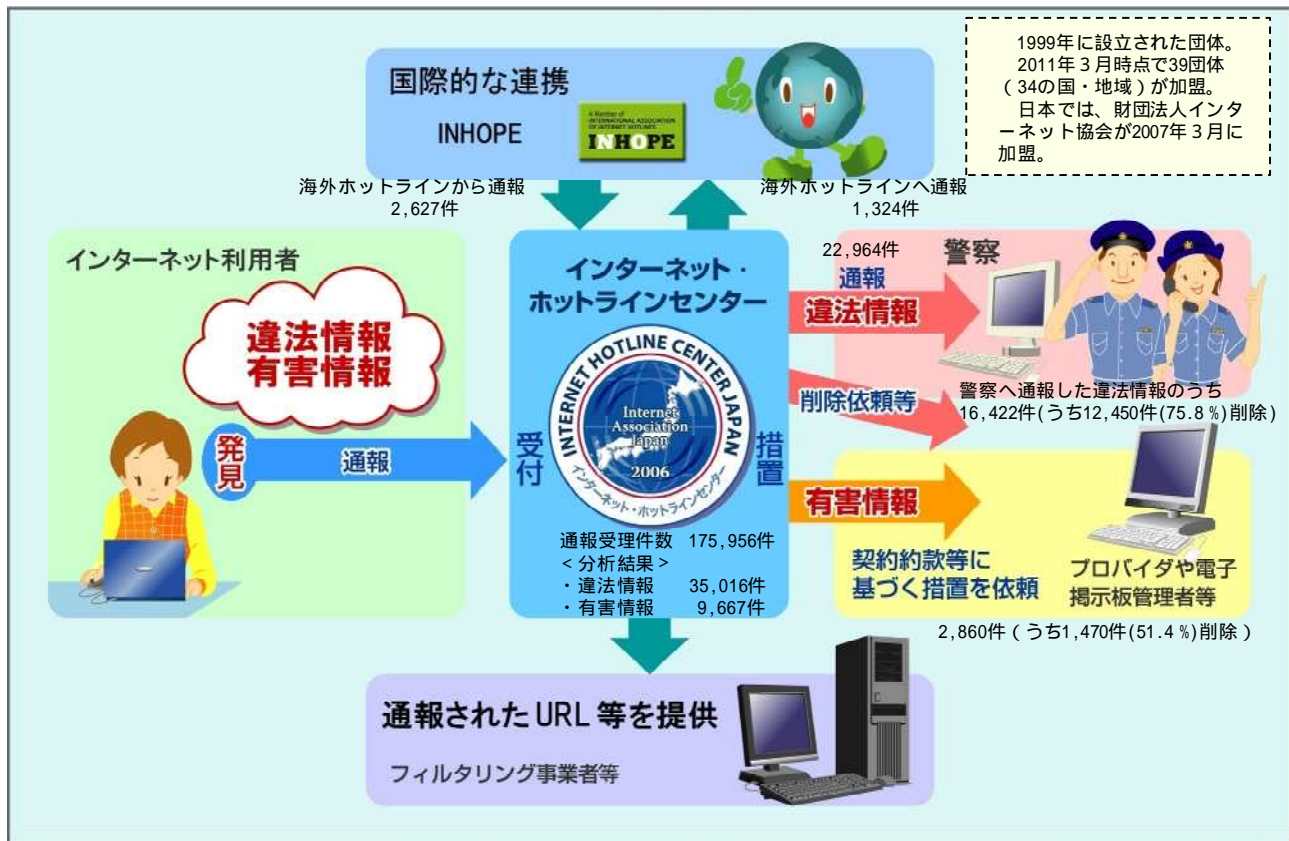 国際的な連携
INHOPE
A Member of
INTERNATIONAL ASSOCIATION
OF INTERNET HOTLINES
INHOPE
1999年に設立された団体。
2011年３月時点で39団体
(34の国・地域)が加盟。
日本では、財団法人インタ
ーネット協会が2007年３月に
加盟。
海外ホットラインから通報
2,627件
海外ホットラインへ通報
1,324件
インターネット利用者
違法情報
有害情報
発見
通報
インターネット・
ホットラインセンター
受付
措置
INTERNET HOTLINE CENTER JAPAN
Internet
Association
Japan
2006
インターネット・ホットラインセンター
通報受理件数 175,956件
＜分析結果＞
・違法情報 35,016件
・有害情報 9,667件
22,964件
通報
違法情報
警察
削除依頼等
警察へ通報した違法情報のうち
16,422件(うち12,450件(75.8％)削除)
有害情報
契約約款等に
基づく措置を依頼
プロバイダや電子
掲示板管理者等
2,860件(うち1,470件(51.4％)削除)
通報されたURL等を提供
フィルタリング事業者等